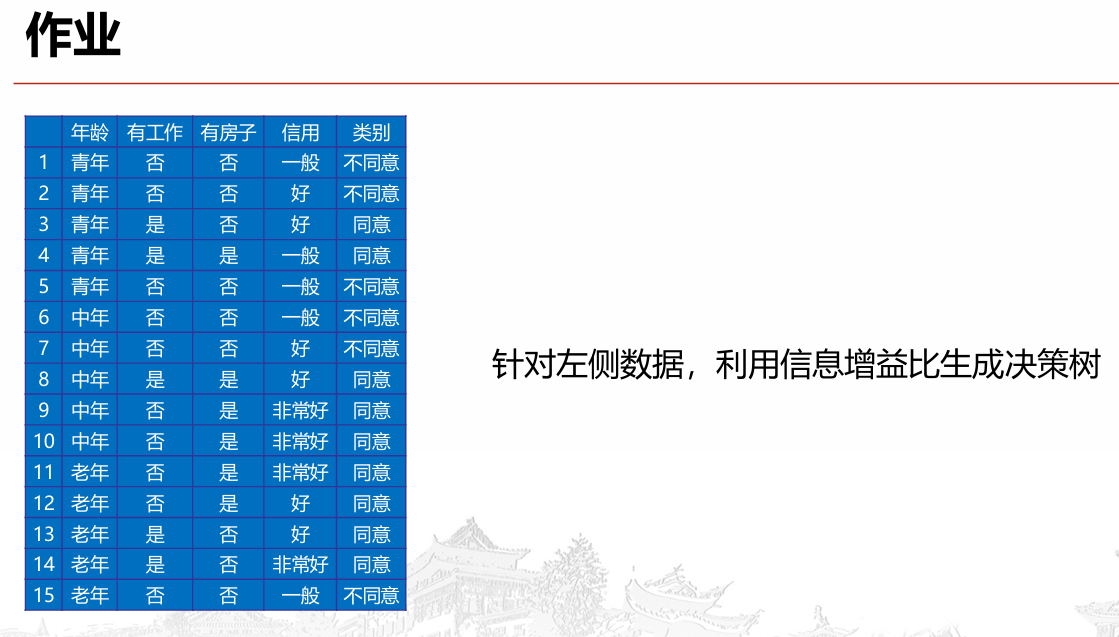 作业
年龄 有工作 有房子 信用 类别
1 青年 否 否 一般 不同意
2 青年 否 否 好 不同意
3 青年 是 否 好 同意
4 青年 是 是 一般 同意
5 青年 否 否 一般 不同意
6 中年 否 否 一般 不同意
7 中年 否 否 好 不同意
8 中年 是 是 好 同意
9 中年 否 是 非常好 同意
10 中年 否 是 非常好 同意
11 老年 否 是 非常好 同意
12 老年 否 是 好 同意
13 老年 是 否 好 同意
14 老年 是 否 非常好 同意
15 老年 否 否 一般 不同意
针对左侧数据，利用信息增益比生成决策树